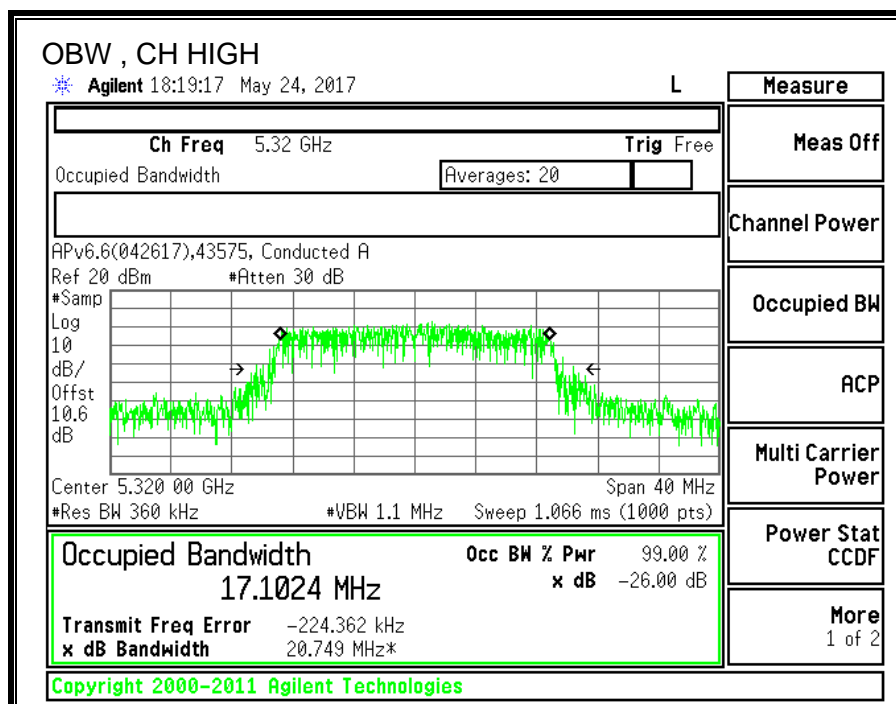 OBW , CH HIGH
Agilent 18:19:17 May 24, 2017 L
Measure
Ch Freq 5.32 GHz Trig Free
Meas Off
Occupied Bandwidth Averages: 20
Channel Power
APv6.6(042617),43575, Conducted A
Ref 20 dBm #Atten 30 dB
#Samp
Log
10
dB/
Offst
10.6
dB
Occupied BW
ACP
Multi Carrier
Power
Center 5.320 00 GHz Span 40 MHz
#Res BW 360 kHz #VBW 1.1 MHz Sweep 1.066 ms (1000 pts)
Power Stat
CCDF
Occupied Bandwidth Occ BW % Pwr 99.00 %
17.1024 MHz x dB -26.00 dB
Transmit Freq Error -224.362 kHz
x dB Bandwidth 20.749 MHz*
More
1 of 2
Copyright 2000-2011 Agilent Technologies